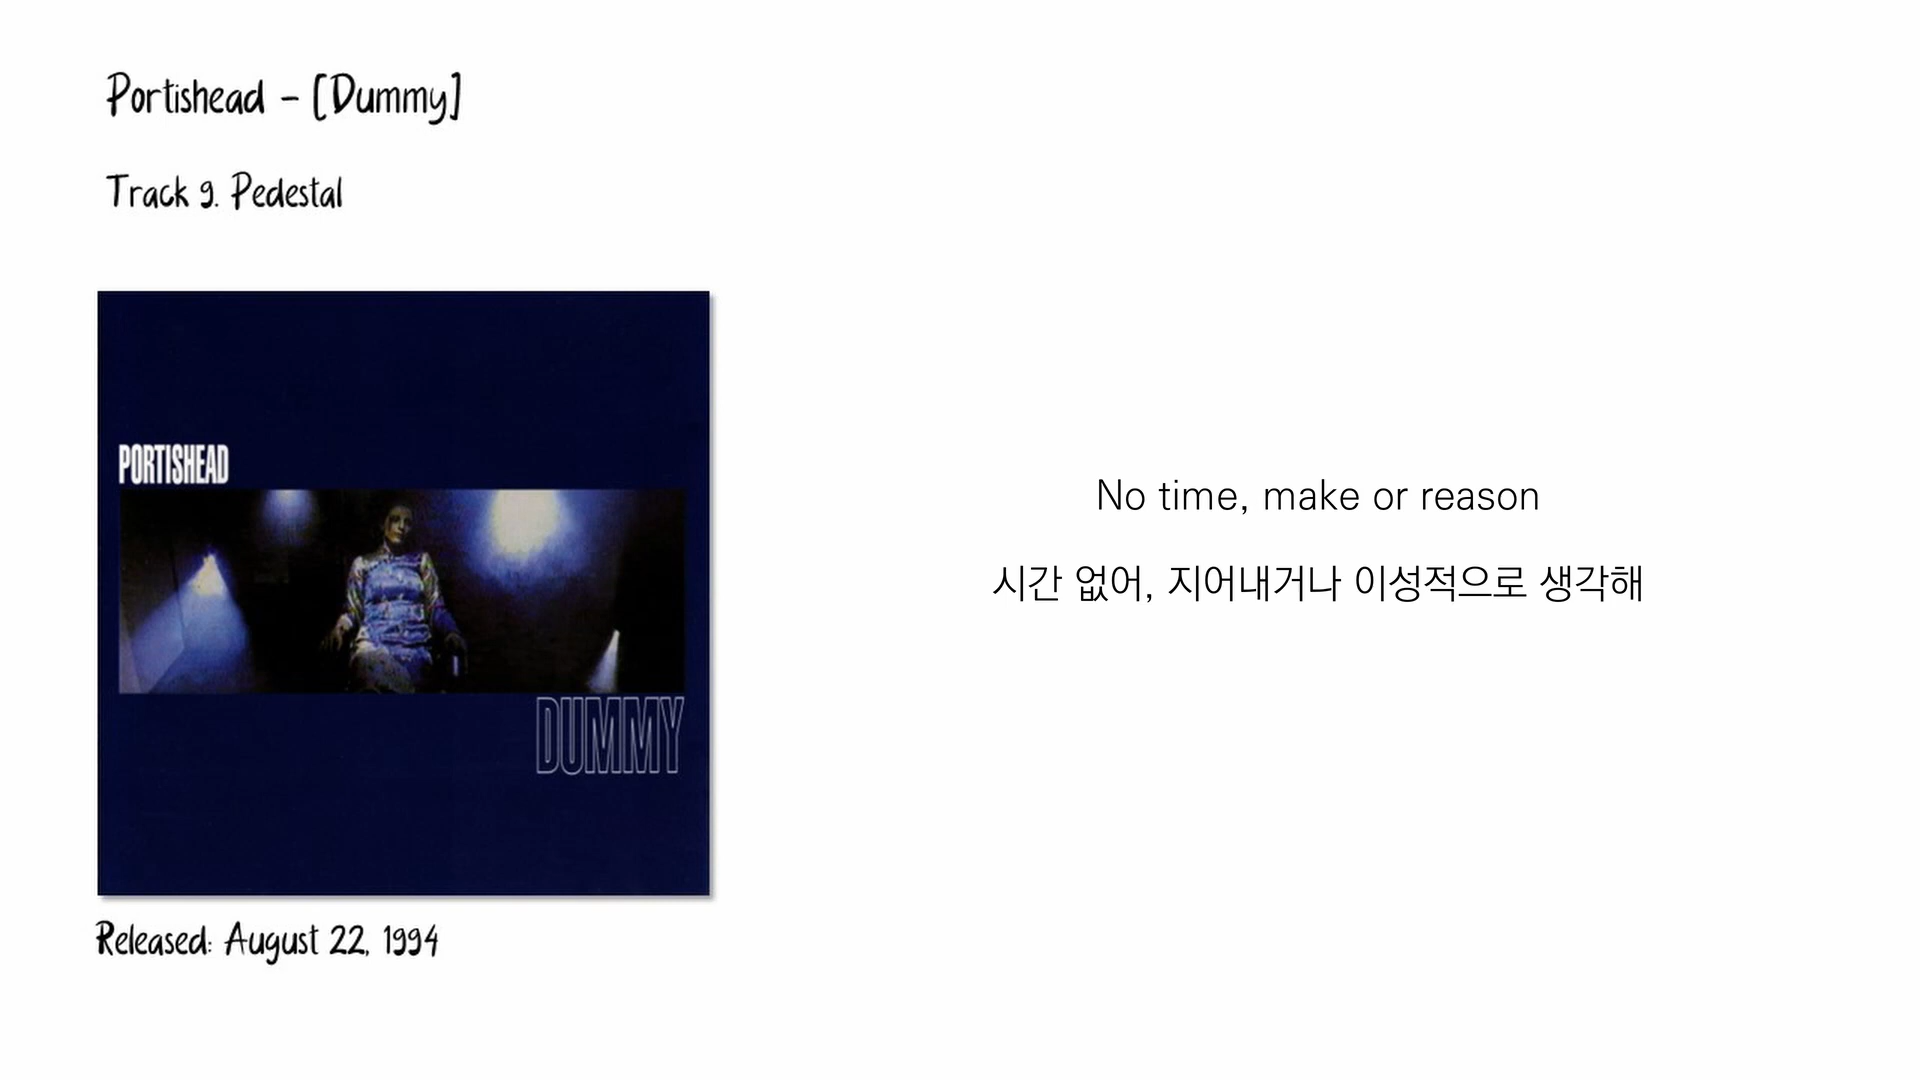 Portishead - [Dummy]
Track 9. Pedestal
PORTISHEAD
DUMMY
No time, make or reason
시간 없어, 지어내거나 이성적으로 생각해
Released: August 22, 1994